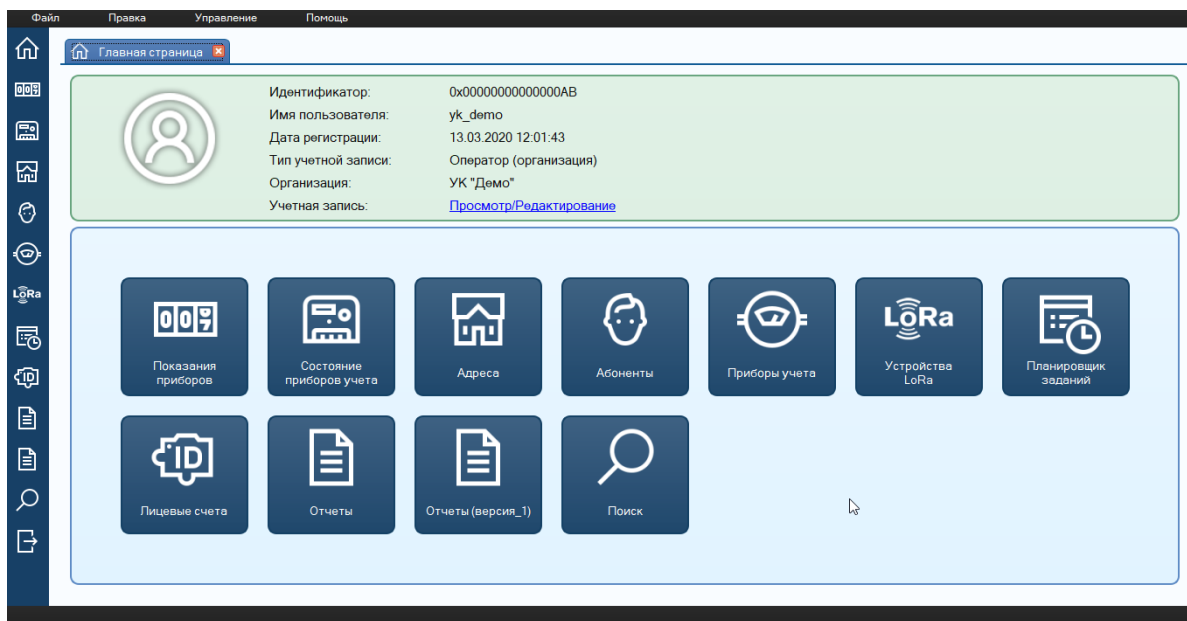 Файл Правка Управление Помощь
Главная страница
Идентификатор: 0x00000000000000AB
Имя пользователя: yk_demo
Дата регистрации: 13.03.2020 12:01:43
Тип учетной записи: Оператор (организация)
Организация: УК "Демо"
Учетная запись: Просмотр/Редактирование
LoRa
007
Показания
приборов
Состояние
приборов учета
Адреса
Абоненты
Приборы учета
LoRa
Устройства
LoRa
Планировщик
заданий
ID
Лицевые счета
Отчеты
Отчеты (версия_1)
Поиск